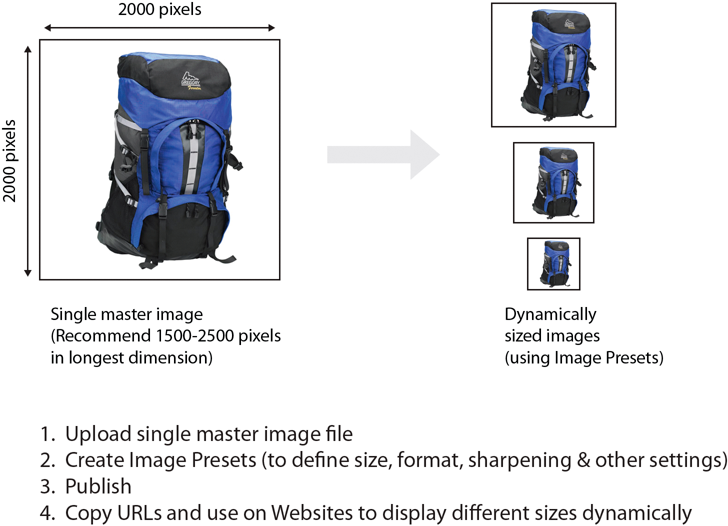 2000 pixels
2000 pixels
GREGORY
Single master image
(Recommend 1500-2500 pixels
in longest dimension)
Dynamically
sized images
(using Image Presets)
1. Upload single master image file
2. Create Image Presets (to define size, format, sharpening & other settings)
3. Publish
4. Copy URLs and use on Websites to display different sizes dynamically